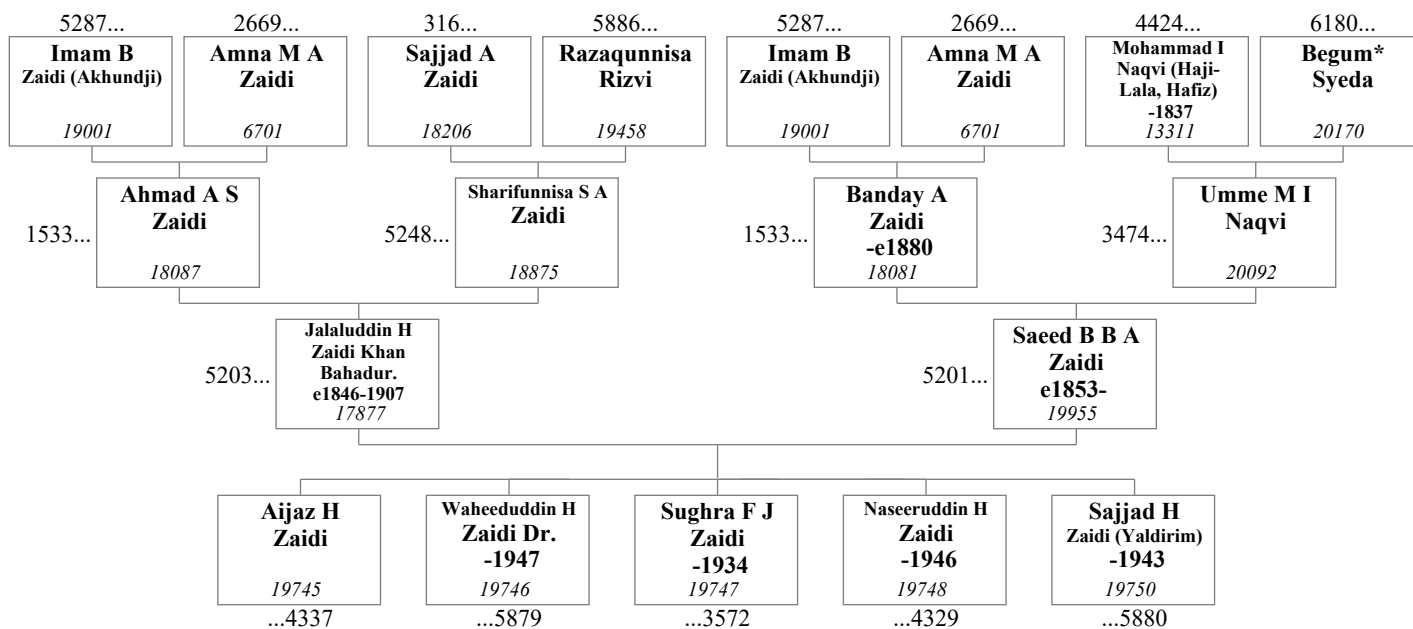 5287...
2669...
316...
5886...
5287...
2669...
4424...
6180...
Imam B
Zaidi (Akhundji)
19001
Amna M A
Zaidi
6701
Sajjad A
Zaidi
18206
Razaqunnisa
Rizvi
19458
Imam B
Zaidi (Akhundji)
19001
Amna M A
Zaidi
6701
Mohammad I
Naqvi (Haji-
Lala, Hafiz)
-1837
13311
Begum*
Syeda
20170
1533...
Ahmad A S
Zaidi
18087
5248...
Sharifunnisa S A
Zaidi
18875
1533...
Banday A
Zaidi
-e1880
18081
3474...
Umme M I
Naqvi
20092
5203...
Jalaluddin H
Zaidi Khan
Bahadur.
e1846-1907
17877
5201...
Saeed B B A
Zaidi
e1853-
19955
Aijaz H
Zaidi
19745
...4337
Waheeduddin H
Zaidi Dr.
-1947
19746
...5879
Sughra F J
Zaidi
-1934
19747
...3572
Naseeruddin H
Zaidi
-1946
19748
...4329
Sajjad H
Zaidi (Yaldirim)
-1943
19750
...5880